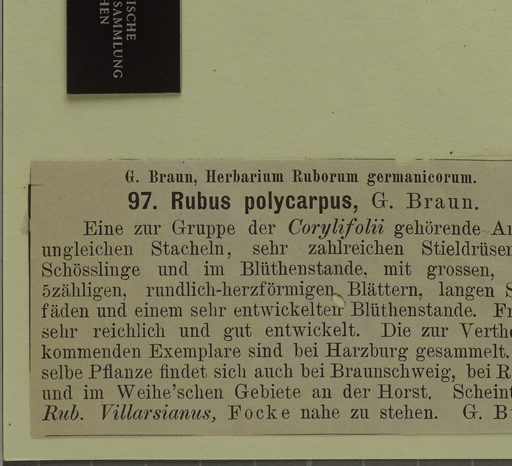 ISCHE
SAMMLUNG
HEN
G. Braun, Herbarium Ruborum germanicorum.
97. Rubus polycarpus, G. Braun.
Eine zur Gruppe der Corylifolii gehörende Ar
ungleichen Stacheln, sehr zahlreichen Stieldrüsen
Schösslinge und im Blüthenstande, mit grossen,
5zähligen, rundlich-herzförmigen Blättern, langen S
fäden und einem sehr entwickelten Blüthenstande. Fr
sehr reichlich und gut entwickelt. Die zur Verthe
kommenden Exemplare sind bei Harzburg gesammelt.
selbe Pflanze findet sich auch bei Braunschweig, bei R
und im Weihe'schen Gebiete an der Horst. Scheint
Rub. Villarsianus, Focke nahe zu stehen. G. B